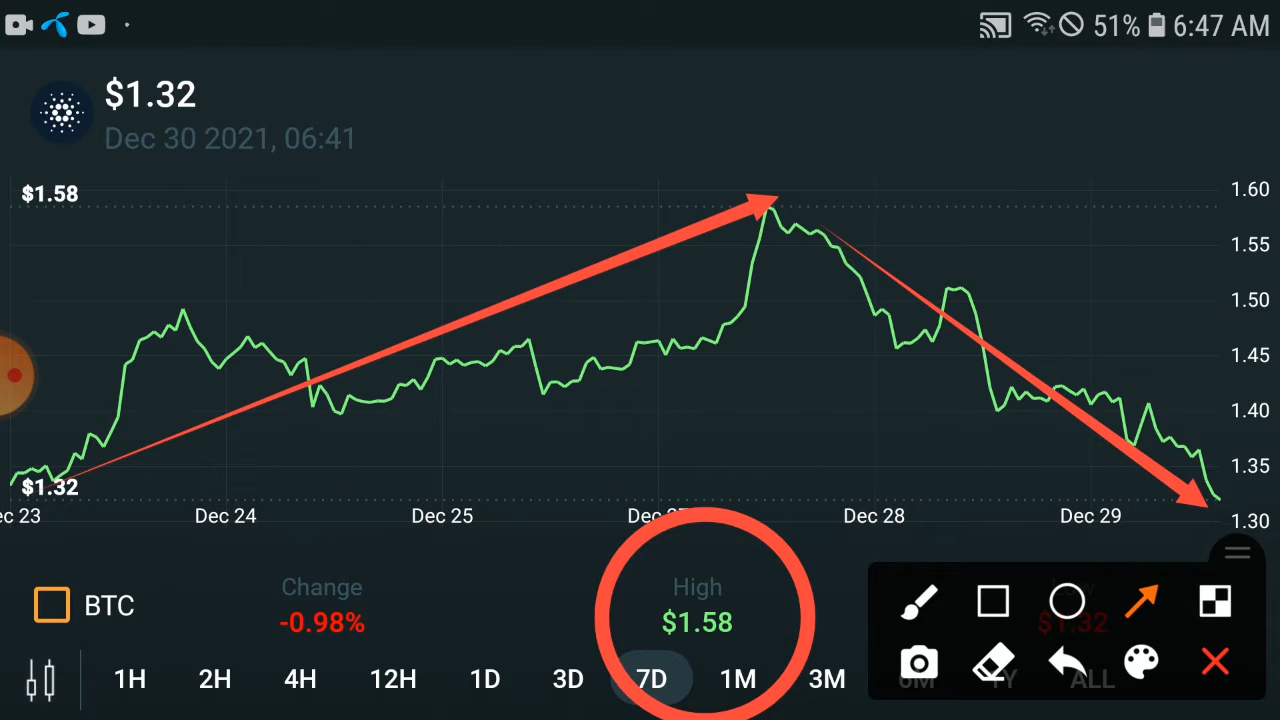 51% 6:47 AM
$1.32
Dec 30 2021, 06:41
$1.58
1.60
1.55
1.50
1.45
1.40
1.35
$1.32
1.30
Dec 24 Dec 25 Dec 28 Dec 29
BTC
Change
-0.98%
High
$1.58
$1.32
1H 2H 4H 12H 1D 3D 7D 1M 3M ALL